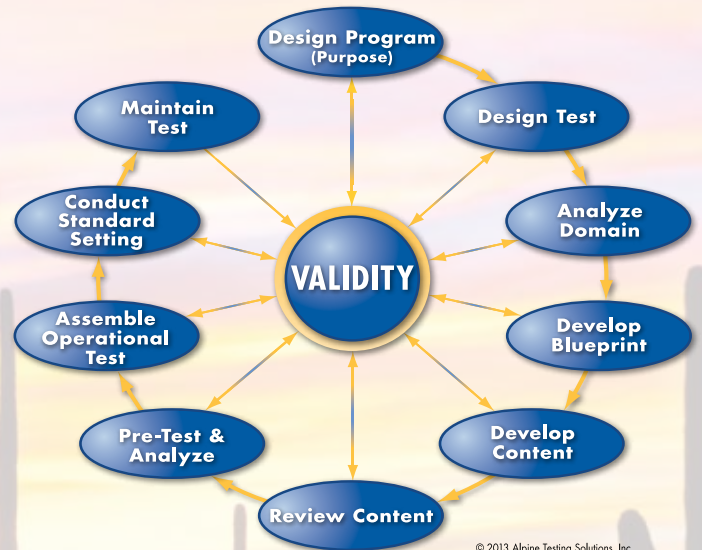 Design Program
(Purpose)
Design Test
Analyze
Domain
Develop
Blueprint
Develop
Content
Review Content
Pre-Test &
Analyze
Assemble
Operational
Test
Conduct
Standard
Setting
Maintain
Test
VALIDITY
© 2013 Alpine Testing Solutions, Inc.